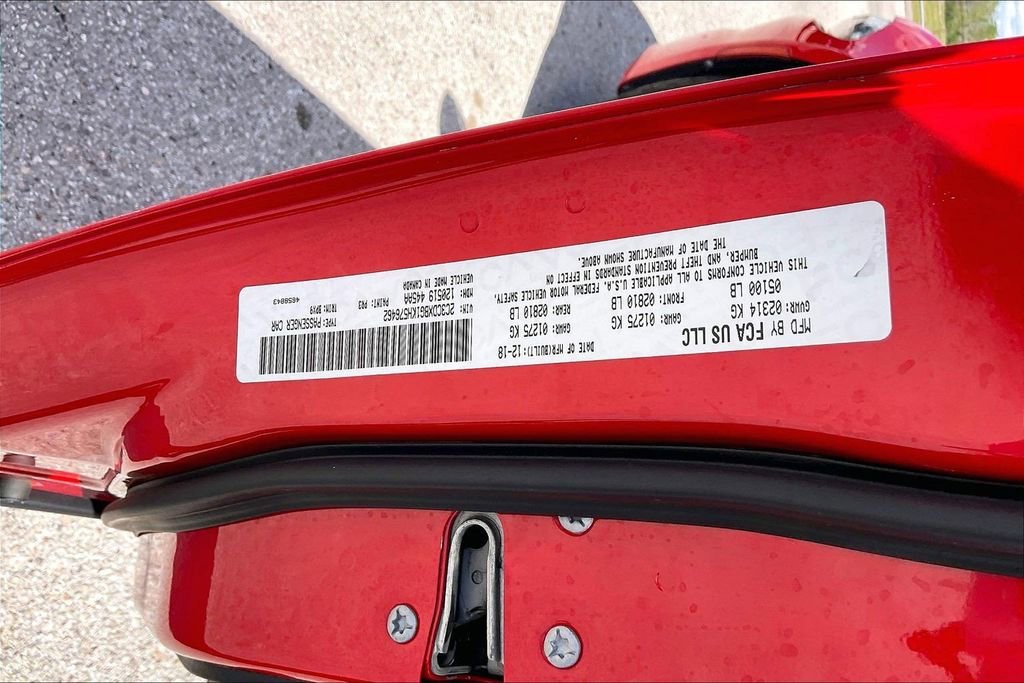 MFD BY FCA US LLC
DATE OF MFR(BUILT):12-18
GVWR: 02314 KG
05100 LB
GAWR: 01275 KG
FRONT: 02810 LB
GAWR: 01275 KG
REAR: 02810 LB
THIS VEHICLE CONFORMS TO ALL APPLICABLE U.S.A. FEDERAL MOTOR VEHICLE SAFETY,
BUMPER, AND THEFT PREVENTION STANDARDS IN EFFECT ON
THE DATE OF MANUFACTURE SHOWN ABOVE.
VIN: 2C3CDXBG1KH576462
TYPE:PASSENGER CAR
MDH: 120519 445AA
PAINT: PR3
TRIM: B9X9
VEHICLE MADE IN CANADA
4658843